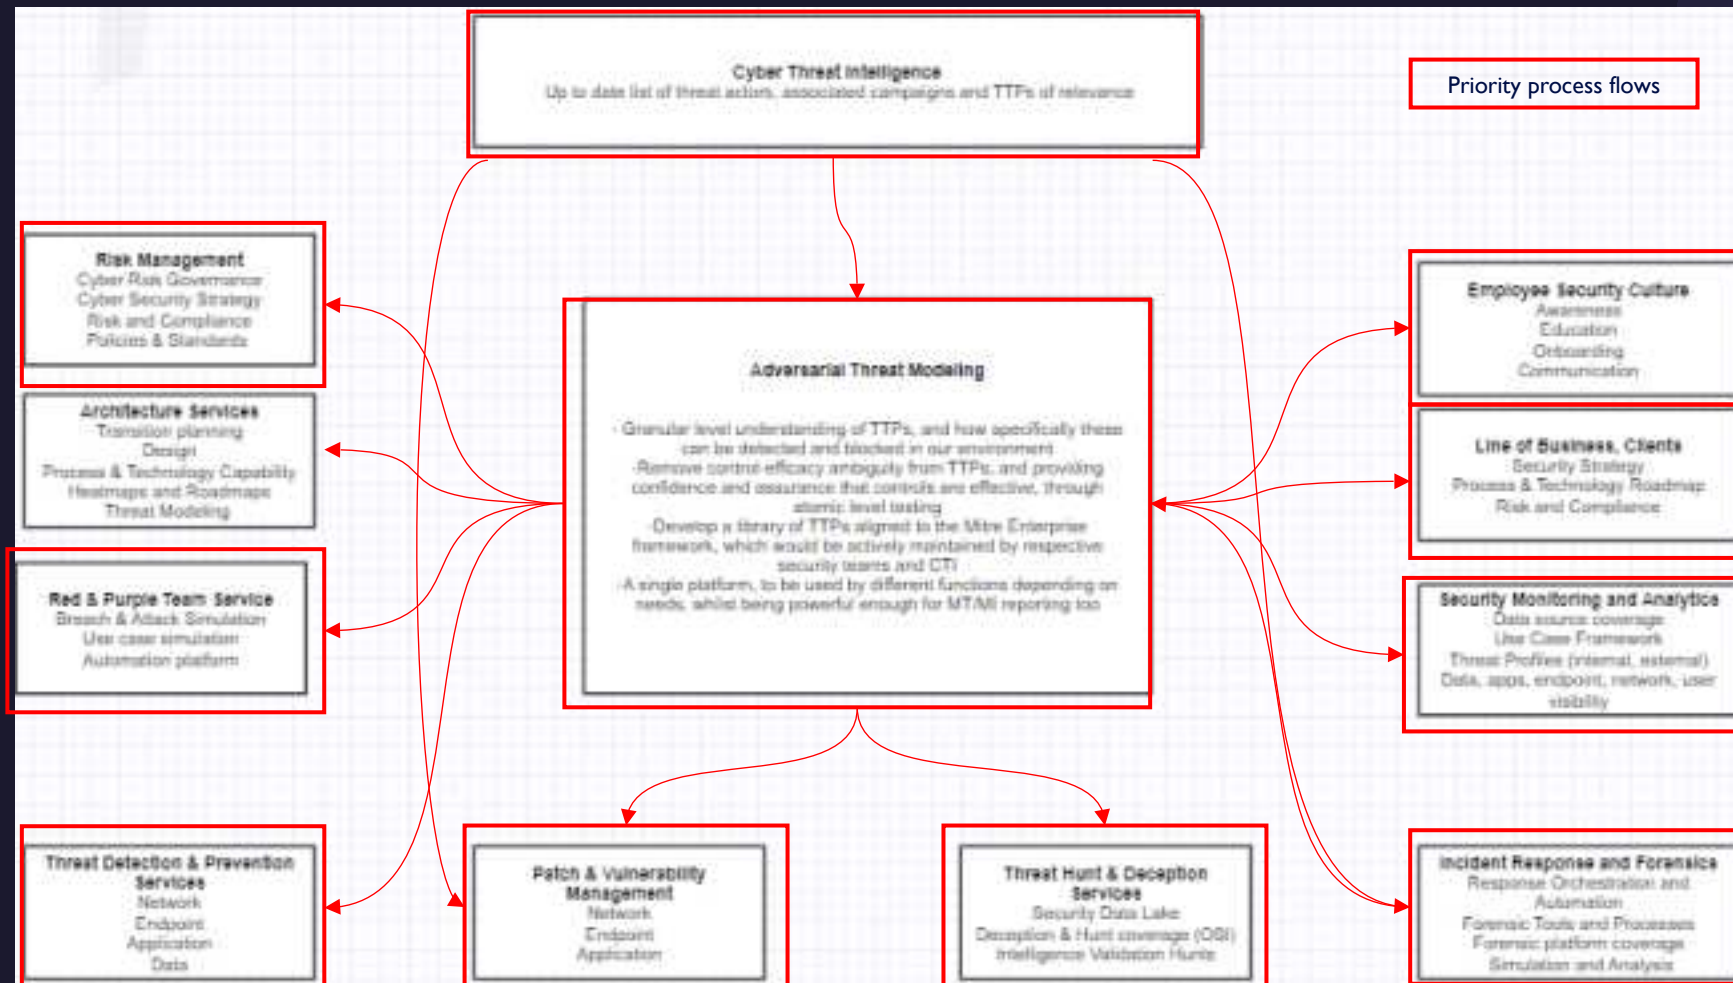 Cyber Threat Intelligence
Up to date list of threat actors, associated campaigns and TTPs of relevance
Priority process flows
Risk Management
Cyber Risk Governance
Cyber Security Strategy
Risk and Compliance
Policies & Standards
Architecture Services
Transition planning
Design
Process & Technology Capability
Heatmaps and Roadmaps
Threat Modeling
Red & Purple Team Service
Breach & Attack Simulation
Use case simulation
Automation platform
Adversarial Threat Modeling
- Granular level understanding of TTPs, and how specifically these
can be detected and blocked in our environment
-Remove control efficacy ambiguity from TTPs, and providing
confidence and assurance that controls are effective, through
atomic level testing
-Develop a library of TTPs aligned to the Mitre Enterprise
framework, which would be actively maintained by respective
security teams and CTI
-A single platform, to be used by different functions depending on
needs, whilst being powerful enough for MT/MI reporting too
Employee Security Culture
Awareness
Education
Onboarding
Communication
Line of Business, Clients
Security Strategy
Process & Technology Roadmap
Risk and Compliance
Security Monitoring and Analytics
Data source coverage
Use Case Framework
Threat Profiles (internal, external)
Data, apps, endpoint, network, user
visibility
Threat Detection & Prevention
Services
Network
Endpoint
Application
Data
Patch & Vulnerability
Management
Network
Endpoint
Application
Threat Hunt & Deception
Services
Security Data Lake
Deception & Hunt coverage (OSI)
Intelligence Validation Hunts
Incident Response and Forensics
Response Orchestration and
Automation
Forensic Tools and Processes
Forensic platform coverage
Simulation and Analysis